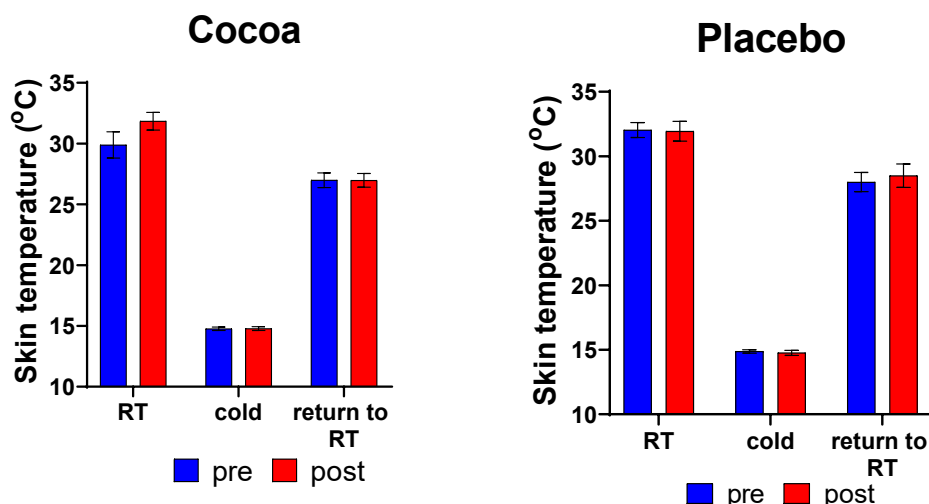 Cocoa
Skin temperature (°C)
35
30
25
20
15
10
RT
cold
return to
RT
pre
post
Placebo
Skin temperature (°C)
35
30
25
20
15
10
RT
cold
return to
RT
pre
post